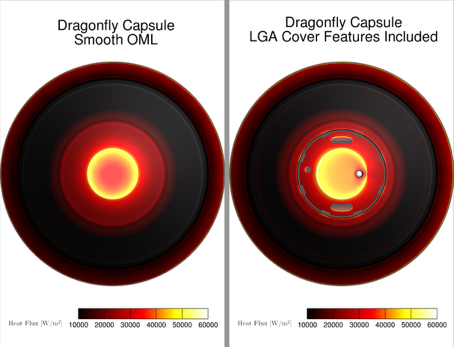 Dragonfly Capsule
Smooth OML
Heat Flux [W/m²]
10000 20000 30000 40000 50000 60000
Dragonfly Capsule
LGA Cover Features Included
Heat Flux [W/m²]
10000 20000 30000 40000 50000 60000